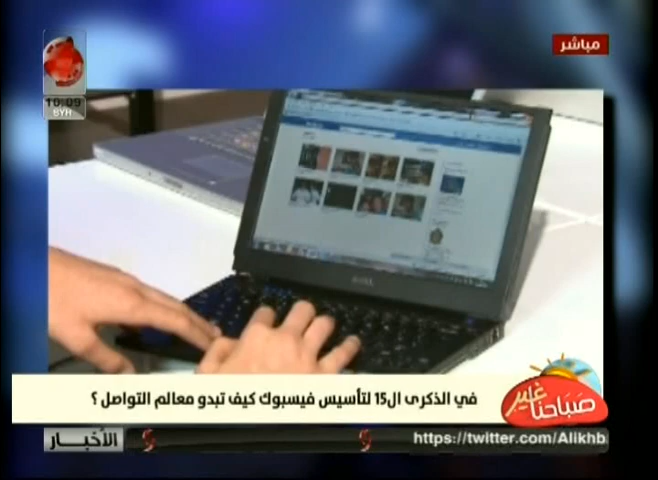 مباشر
10:09
SYR
في الذكرى ال15 لتأسيس فيسبوك كيف تبدو معالم التواصل ؟
صباحنا غير
الأخبار
https://twitter.com/Alikhb